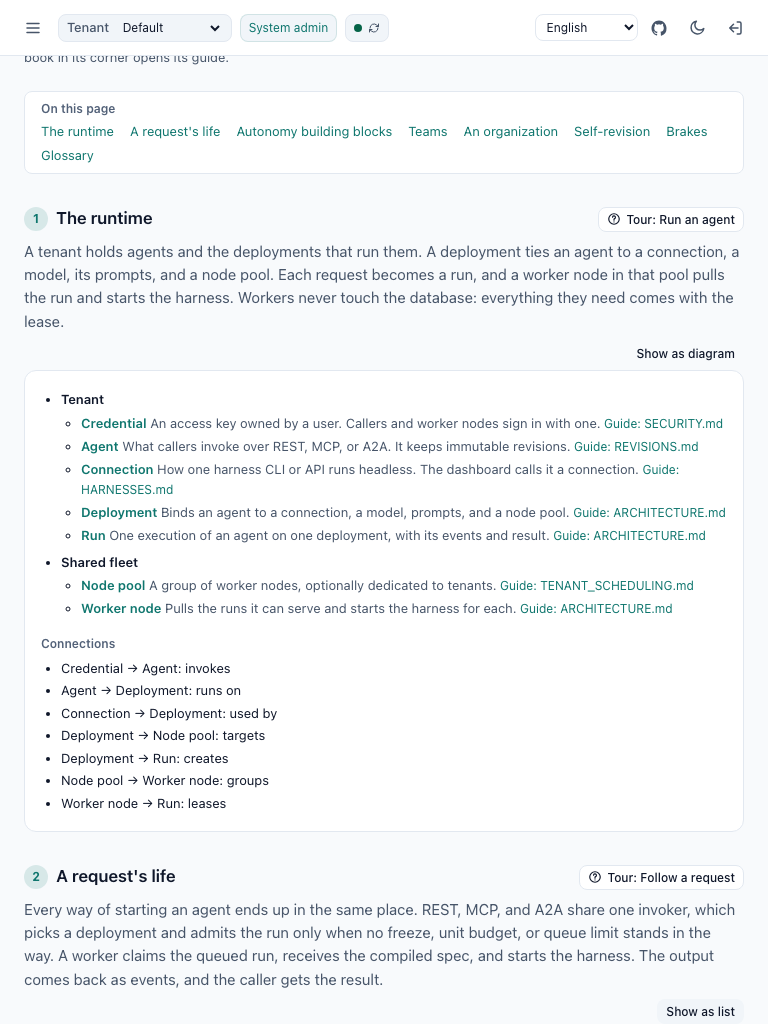 Tenant Default System admin English
book in its corner opens its guide.
On this page
The runtime A request's life Autonomy building blocks Teams An organization Self-revision Brakes
Glossary
1 The runtime Tour: Run an agent
A tenant holds agents and the deployments that run them. A deployment ties an agent to a connection, a
model, its prompts, and a node pool. Each request becomes a run, and a worker node in that pool pulls
the run and starts the harness. Workers never touch the database: everything they need comes with the
lease.
Show as diagram
• Tenant
◦ Credential An access key owned by a user. Callers and worker nodes sign in with one. Guide: SECURITY.md
◦ Agent What callers invoke over REST, MCP, or A2A. It keeps immutable revisions. Guide: REVISIONS.md
◦ Connection How one harness CLI or API runs headless. The dashboard calls it a connection. Guide:
HARNESSES.md
◦ Deployment Binds an agent to a connection, a model, prompts, and a node pool. Guide: ARCHITECTURE.md
◦ Run One execution of an agent on one deployment, with its events and result. Guide: ARCHITECTURE.md
• Shared fleet
◦ Node pool A group of worker nodes, optionally dedicated to tenants. Guide: TENANT_SCHEDULING.md
◦ Worker node Pulls the runs it can serve and starts the harness for each. Guide: ARCHITECTURE.md
Connections
• Credential → Agent: invokes
• Agent → Deployment: runs on
• Connection → Deployment: used by
• Deployment → Node pool: targets
• Deployment → Run: creates
• Node pool → Worker node: groups
• Worker node → Run: leases
2 A request's life Tour: Follow a request
Every way of starting an agent ends up in the same place. REST, MCP, and A2A share one invoker, which
picks a deployment and admits the run only when no freeze, unit budget, or queue limit stands in the
way. A worker claims the queued run, receives the compiled spec, and starts the harness. The output
comes back as events, and the caller gets the result.
Show as list